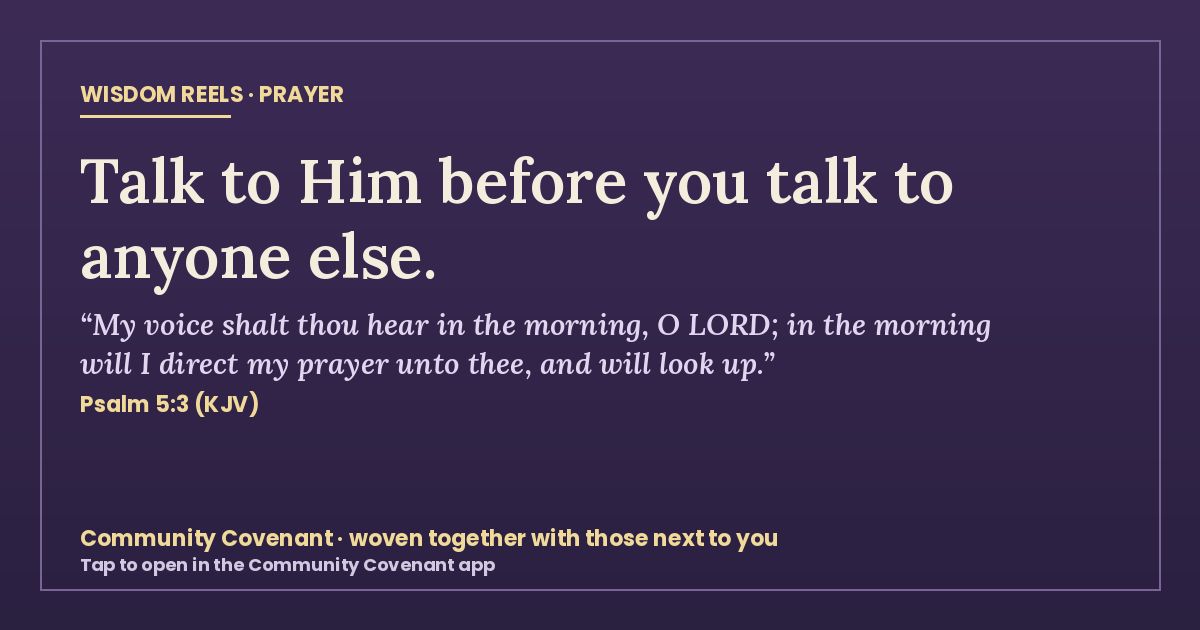 WISDOM REELS · PRAYER
Talk to Him before you talk to
anyone else.
“My voice shalt thou hear in the morning, O LORD; in the morning
will I direct my prayer unto thee, and will look up.”
Psalm 5:3 (KJV)
Community Covenant · woven together with those next to you
Tap to open in the Community Covenant app